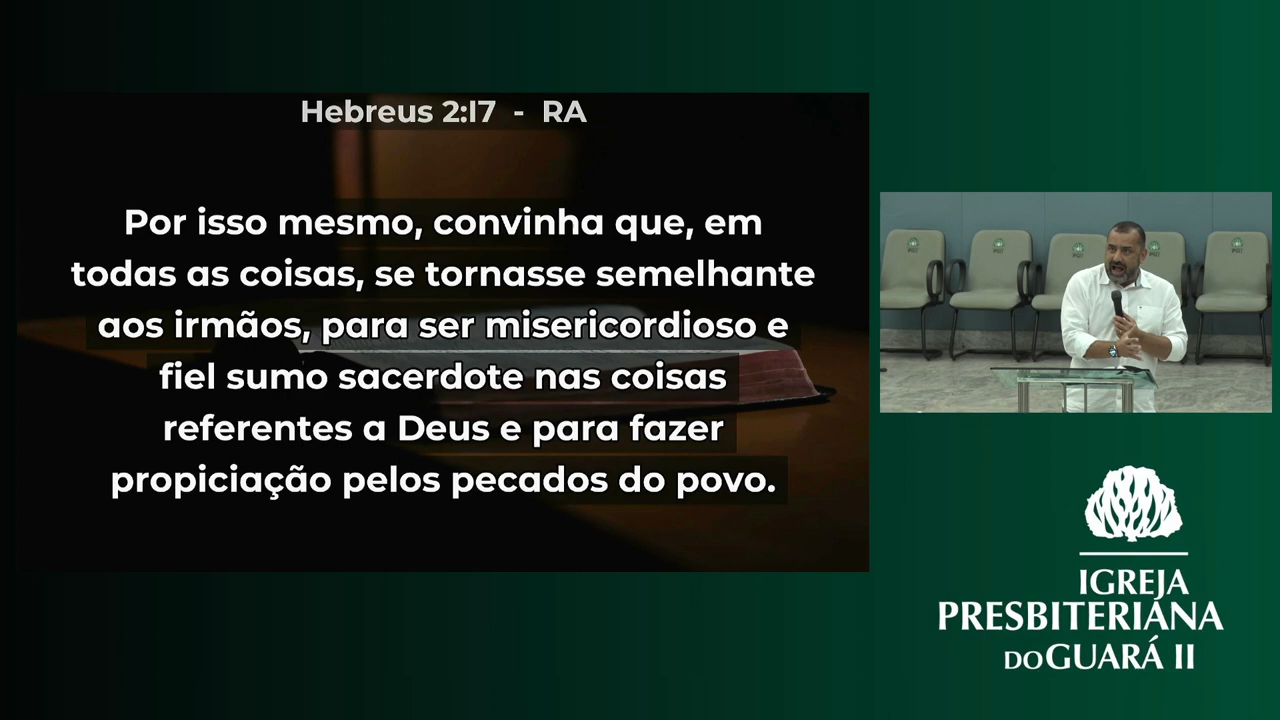 Hebreus 2:17 - RA
Por isso mesmo, convinha que, em
todas as coisas, se tornasse semelhante
aos irmãos, para ser misericordioso e
fiel sumo sacerdote nas coisas
referentes a Deus e para fazer
propiciação pelos pecados do povo.
IGREJA
PRESBITERIANA
DO GUARÁ II